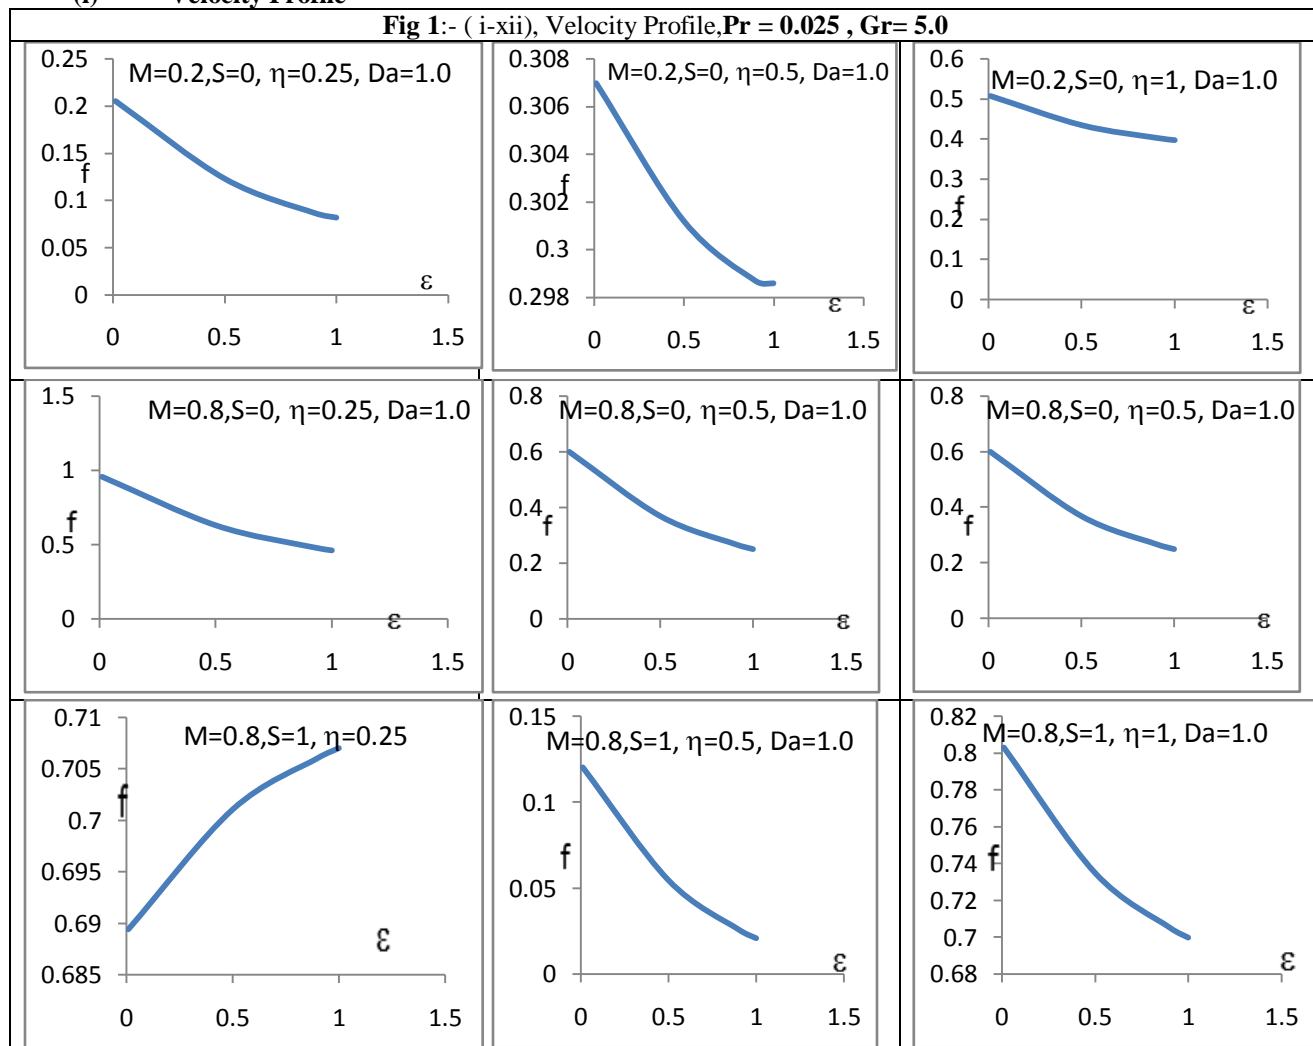 (i) Velocity Profile
Fig 1:- ( i-xii), Velocity Profile,Pr = 0.025 , Gr= 5.0
M=0.2,S=0, η=0.25, Da=1.0
0.25
0.2
0.15
f
0.1
0.05
0
ε
0 0.5 1 1.5
M=0.2,S=0, η=0.5, Da=1.0
0.308
0.306
0.304
f
0.302
0.3
0.298
ε
0 0.5 1 1.5
M=0.2,S=0, η=1, Da=1.0
0.6
0.5
0.4
0.3
f
0.2
0.1
0
ε
0 0.5 1 1.5
M=0.8,S=0, η=0.25, Da=1.0
1.5
1
f
0.5
0
ε
0 0.5 1 1.5
M=0.8,S=0, η=0.5, Da=1.0
0.8
0.6
0.4
f
0.2
0
ε
0 0.5 1 1.5
M=0.8,S=0, η=0.5, Da=1.0
0.8
0.6
0.4
f
0.2
0
ε
0 0.5 1 1.5
M=0.8,S=1, η=0.25
0.71
0.705
f
0.7
0.695
0.69
0.685
ε
0 0.5 1 1.5
M=0.8,S=1, η=0.5, Da=1.0
0.15
0.1
f
0.05
0
ε
0 0.5 1 1.5
M=0.8,S=1, η=1, Da=1.0
0.82
0.8
0.78
0.76
0.74
f
0.72
0.7
0.68
ε
0 0.5 1 1.5